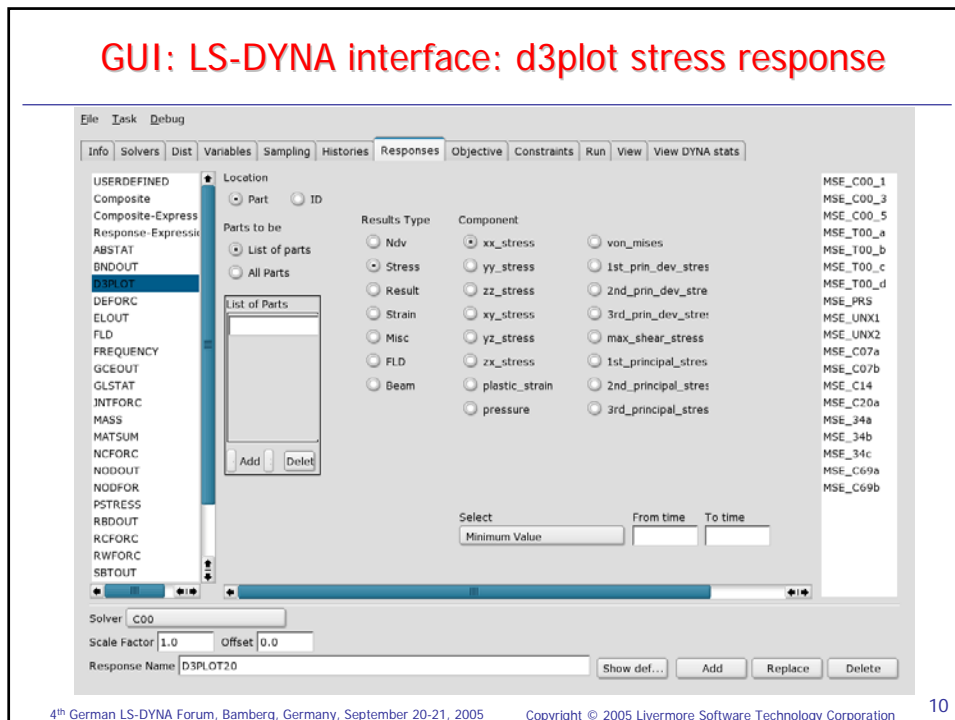 GUI: LS-DYNA interface: d3plot stress response
File Task Debug
Info Solvers Dist Variables Sampling Histories Responses Objective Constraints Run View View DYNA stats
USERDEFINED
Composite
Composite-Express
Response-Expressi
ABSTAT
BNDOUT
D3PLOT
DEFORC
ELOUT
FLD
FREQUENCY
GCEOUT
GLSTAT
JNTFORC
MASS
MATSUM
NCFORC
NODOUT
NODFOR
PSTRESS
RBDOUT
RCFORC
RWFORC
SBTOUT
Location
Part ID
Parts to be
List of parts
All Parts
List of Parts
Add Delet
Results Type
Ndv
Stress
Result
Strain
Misc
FLD
Beam
Component
xx_stress
yy_stress
zz_stress
xy_stress
yz_stress
zx_stress
plastic_strain
pressure
von_mises
1st_prin_dev_stres
2nd_prin_dev_stre
3rd_prin_dev_stres
max_shear_stress
1st_principal_stres
2nd_principal_stres
3rd_principal_stres
Select
Minimum Value
From time To time
MSE_C00_1
MSE_C00_3
MSE_C00_5
MSE_T00_a
MSE_T00_b
MSE_T00_c
MSE_T00_d
MSE_PRS
MSE_UNX1
MSE_UNX2
MSE_C07a
MSE_C07b
MSE_C14
MSE_C20a
MSE_34a
MSE_34b
MSE_34c
MSE_C69a
MSE_C69b
Solver C00
Scale Factor 1.0 Offset 0.0
Response Name D3PLOT20 Show def... Add Replace Delete
4th German LS-DYNA Forum, Bamberg, Germany, September 20-21, 2005 Copyright © 2005 Livermore Software Technology Corporation 10